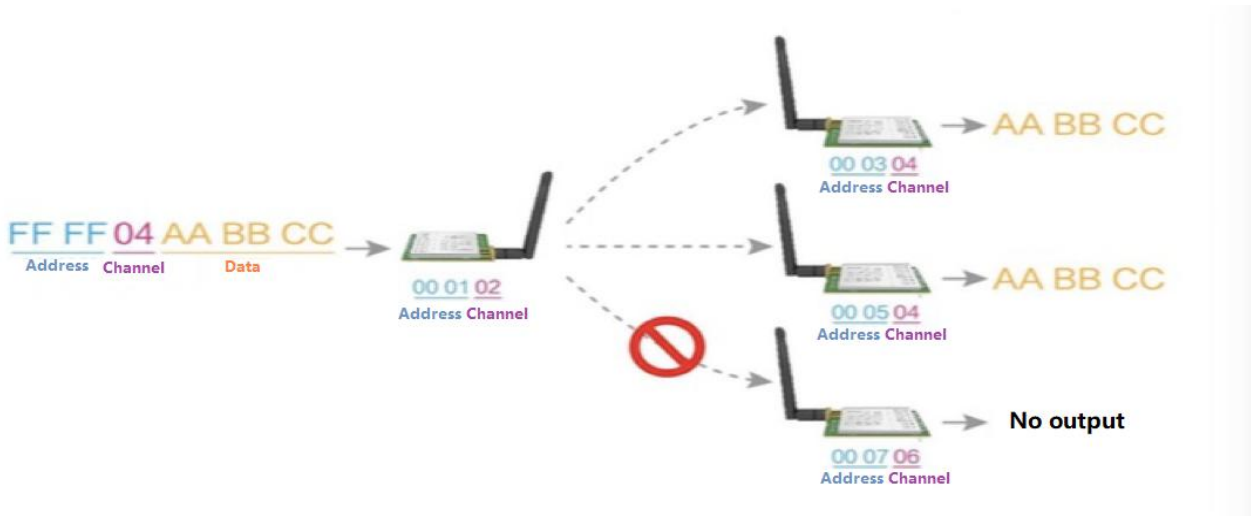 FF FF 04 AA BB CC
Address Channel Data
00 01 02
Address Channel
00 03 04
Address Channel
AA BB CC
00 05 04
Address Channel
AA BB CC
00 07 06
Address Channel
No output